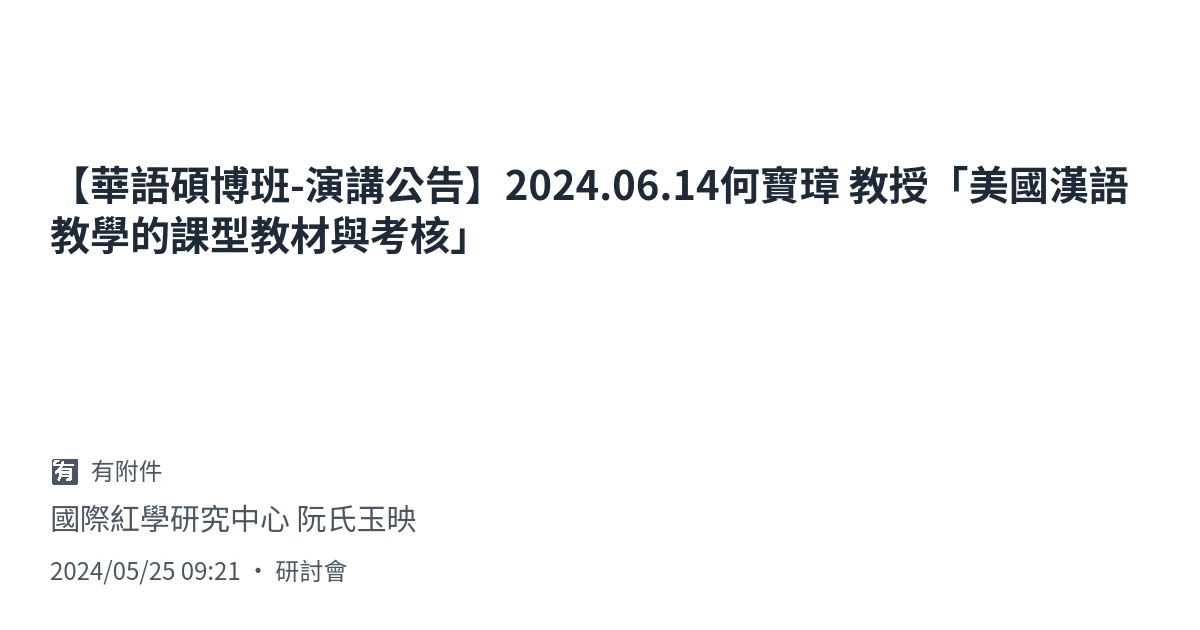 【華語碩博班-演講公告】2024.06.14何寶璋 教授「美國漢語
教學的課型教材與考核」
有 有附件
國際紅學研究中心 阮氏玉映
2024/05/25 09:21 • 研討會